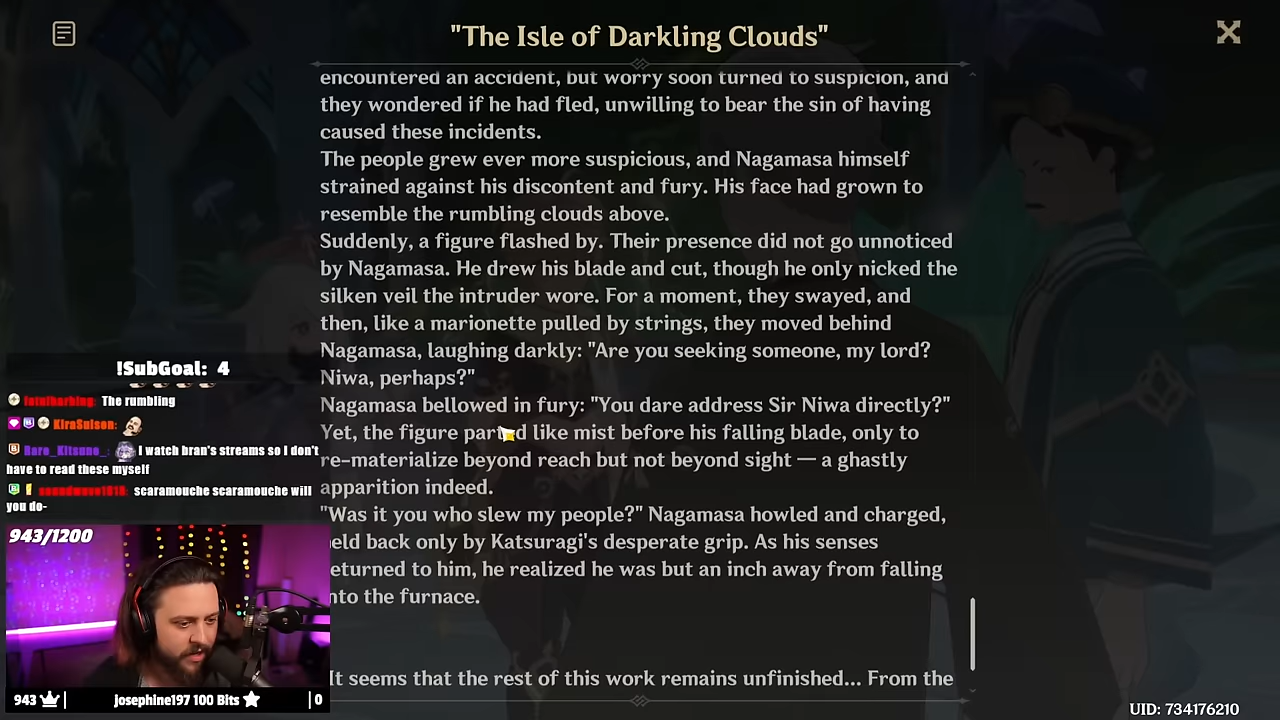 "The Isle of Darkling Clouds"
encountered an accident, but worry soon turned to suspicion, and
they wondered if he had fled, unwilling to bear the sin of having
caused these incidents.
The people grew ever more suspicious, and Nagamasa himself
strained against his discontent and fury. His face had grown to
resemble the rumbling clouds above.
Suddenly, a figure flashed by. Their presence did not go unnoticed
by Nagamasa. He drew his blade and cut, though he only nicked the
silken veil the intruder wore. For a moment, they swayed, and
then, like a marionette pulled by strings, they moved behind
Nagamasa, laughing darkly: "Are you seeking someone, my lord?
Niwa, perhaps?"
Nagamasa bellowed in fury: "You dare address Sir Niwa directly?"
Yet, the figure parted like mist before his falling blade, only to
re-materialize beyond reach but not beyond sight — a ghastly
apparition indeed.
"Was it you who slew my people?" Nagamasa howled and charged,
held back only by Katsuragi's desperate grip. As his senses
returned to him, he realized he was but an inch away from falling
into the furnace.
It seems that the rest of this work remains unfinished... From the
!SubGoal: 4
The rumbling
KiraSuisen:
Rare_Kitsune_: I watch bran's streams so I don't
have to read these myself
scaramouche scaramouche will
you do-
943/1200
943
josephine197 100 Bits
0
UID: 734176210